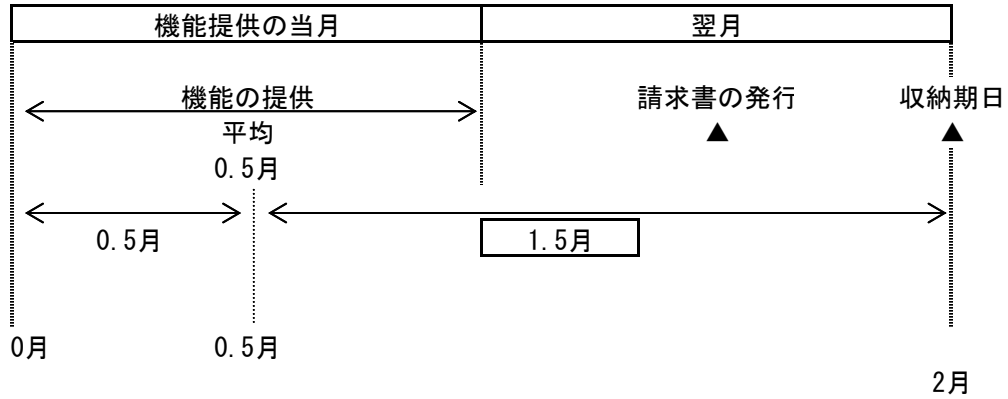 機能提供の当月 翌月
機能の提供 請求書の発行 収納期日
平均 ▲ ▲
0.5月
0.5月 1.5月
0月 0.5月
2月